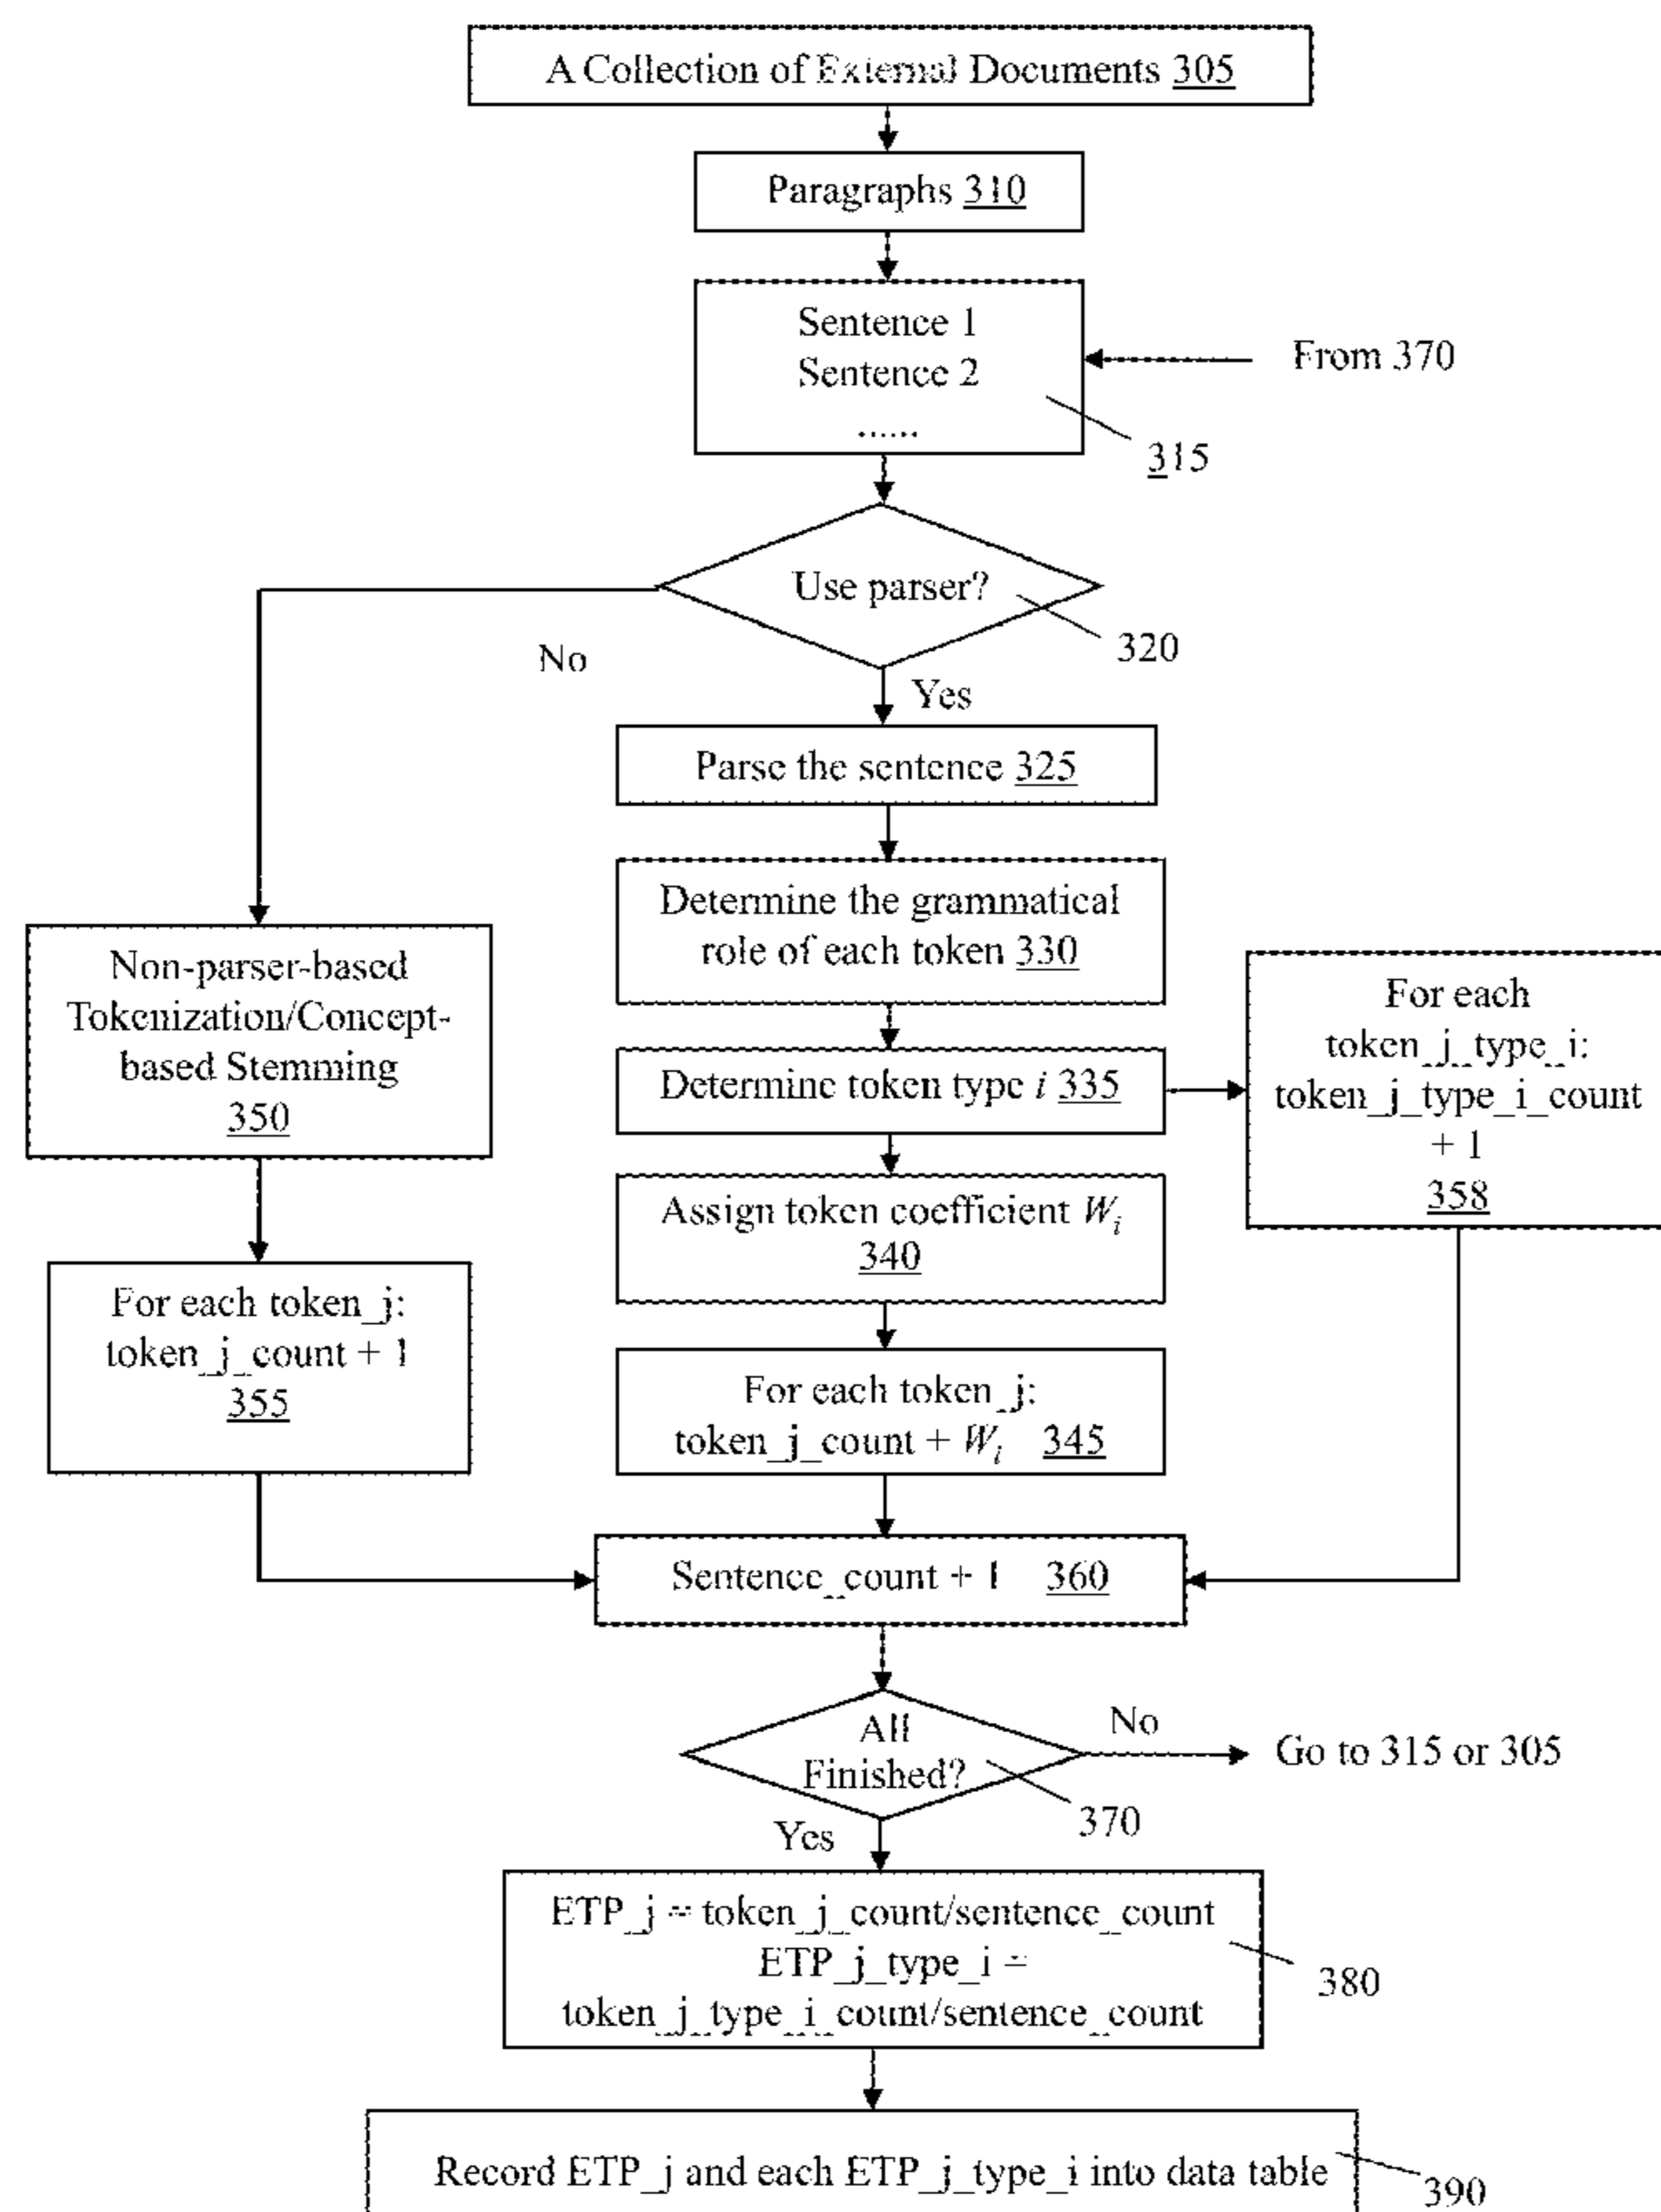 A Collection of External Documents 305
Paragraphs 310
Sentence 1
Sentence 2
......
From 370
315
Use parser?
320
No
Yes
Parse the sentence 325
Determine the grammatical
role of each token 330
Non-parser-based
Tokenization/Concept-
based Stemming
350
Determine token type i 335
For each
token_j_type_i:
token_j_type_i_count
+ 1
358
Assign token coefficient Wi
340
For each token_j:
token_j_count + 1
355
For each token_j:
token_j_count + Wi 345
Sentence_count + 1 360
All
Finished?
No
Go to 315 or 305
370
Yes
ETP_j = token_j_count/sentence_count
ETP_j_type_i =
token_j_type_i_count/sentence_count
380
Record ETP_j and each ETP_j_type_i into data table
390